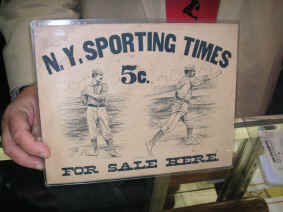 N.Y. SPORTING TIMES
5c.
FOR SALE HERE.